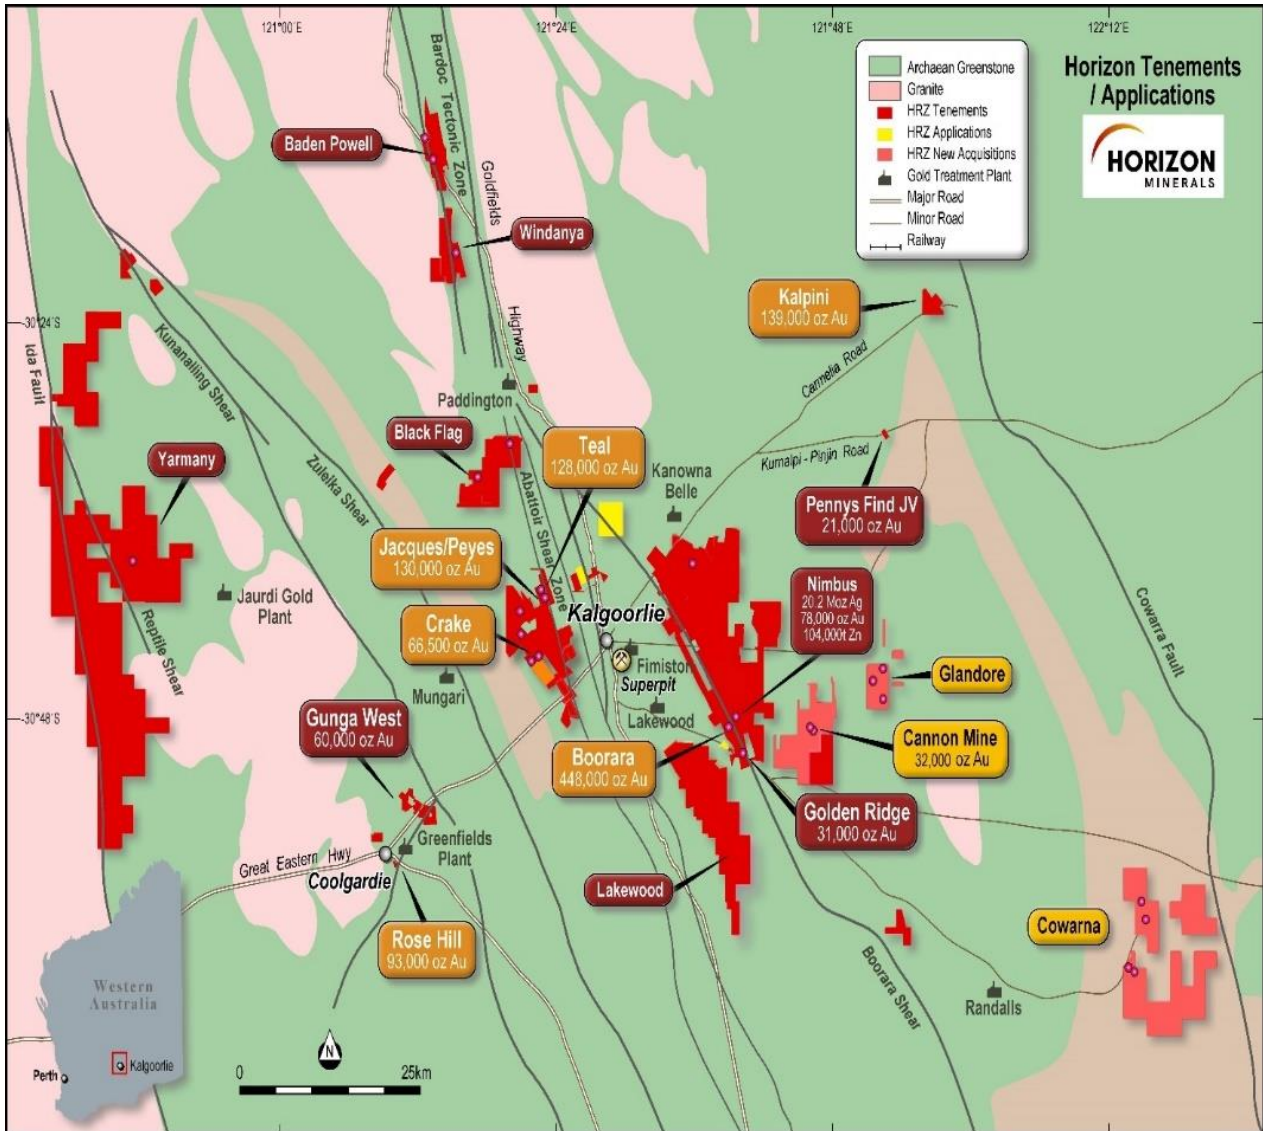 121°00´E
121°24´E
121°48´E
122°12´E
Archaean Greenstone
Granite
HRZ Tenements
HRZ Applications
HRZ New Acquisitions
Gold Treatment Plant
Major Road
Minor Road
Railway
Horizon Tenements
/ Applications
HORIZON
MINERALS
Bardoc Tectonic Zone
Goldfields
Highway
Baden Powell
Windanya
Kalpini
139,000 oz Au
-30°24´S
Ida Fault
Kunanalling Shear
Carmelia Road
Paddington
Black Flag
Teal
128,000 oz Au
Kanowna
Belle
Kurnalpi - Pinjin Road
Yarmany
Zuleika Shear
Abattoir Shear Zone
Pennys Find JV
21,000 oz Au
Jacques/Peyes
130,000 oz Au
Nimbus
20.2 Moz Ag
78,000 oz Au
104,000t Zn
Jaurdi Gold
Plant
Reptile Shear
Crake
66,500 oz Au
Kalgoorlie
Fimiston
Superpit
Cowarra Fault
Glandore
Mungari
Lakewood
-30°48´S
Gunga West
60,000 oz Au
Cannon Mine
32,000 oz Au
Boorara
448,000 oz Au
Golden Ridge
31,000 oz Au
Greenfields
Plant
Great Eastern Hwy
Coolgardie
Lakewood
Cowarna
Rose Hill
93,000 oz Au
Boorara Shear
Randalls
Western
Australia
Kalgoorlie
Perth
N
0
25km